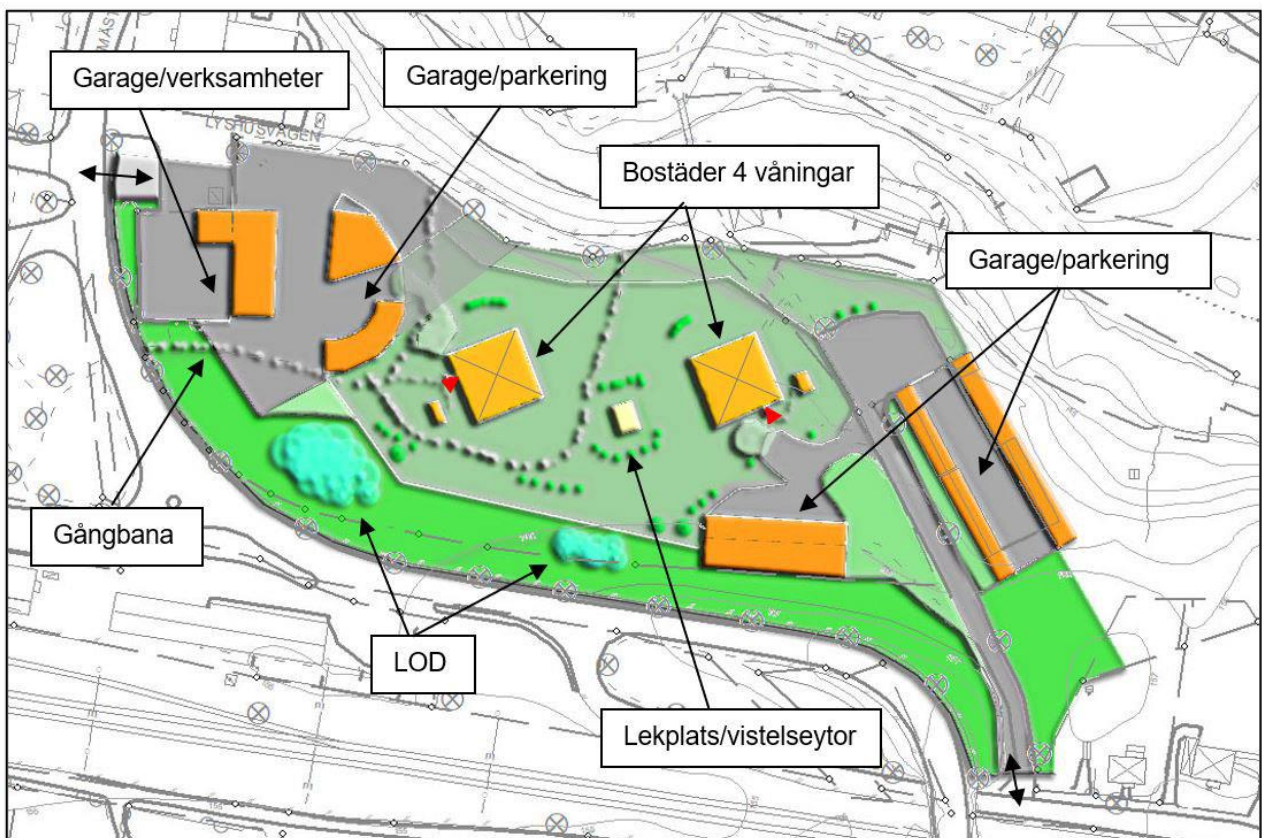 Garage/verksamheter
Garage/parkering
LYSHUSVÄGEN
Bostäder 4 våningar
Garage/parkering
Gångbana
LOD
Lekplats/vistelseytor